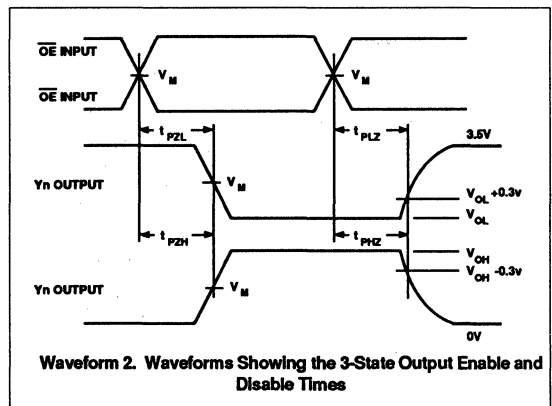 OE INPUT
V M
V M
OE INPUT
t PZL
t PLZ
3.5V
Yn OUTPUT
V M
V OL +0.3v
V OL
t PZH
t PHZ
V OH
V OH -0.3v
Yn OUTPUT
V M
0V
Waveform 2. Waveforms Showing the 3-State Output Enable and
Disable Times